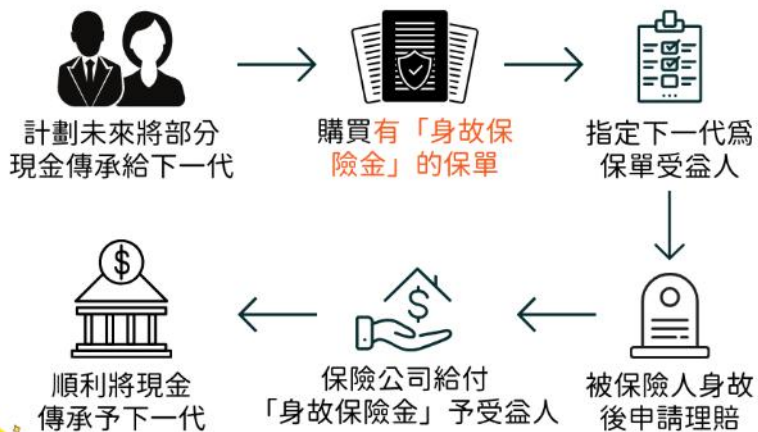 計劃未來將部分
現金傳承給下一代
購買有「身故保
險金」的保單
指定下一代為
保單受益人
被保險人身故
後申請理賠
保險公司給付
「身故保險金」予受益人
順利將現金
傳承予下一代